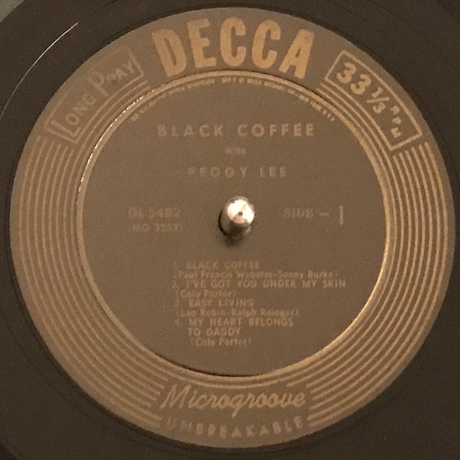 DECCA
LONG PLAY
33 1/3 RPM
BLACK COFFEE
with
PEGGY LEE
DL 5482
SIDE - 1
1. BLACK COFFEE
(Paul Francis Webster-Sonny Burke)
2. I'VE GOT YOU UNDER MY SKIN
(Cole Porter)
3. EASY LIVING
(Leo Robin-Ralph Rainger)
4. MY HEART BELONGS
TO DADDY
(Cole Porter)
Microgroove
UNBREAKABLE